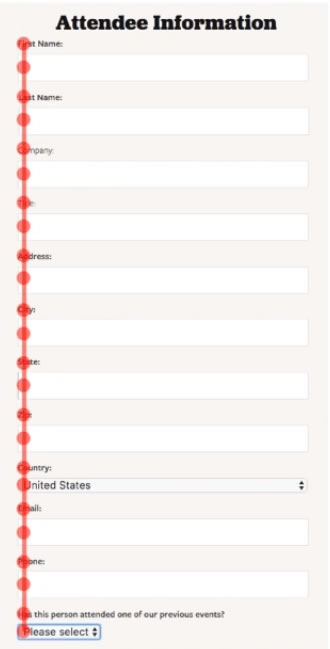 Attendee Information
First Name:
Last Name:
Company:
Title:
Address:
City:
State:
Zip:
Country:
United States
Email:
Phone:
Has this person attended one of our previous events?
Please select